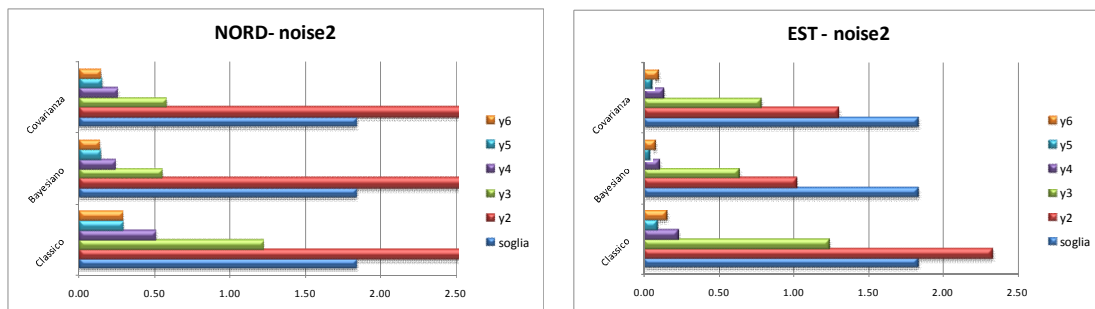 NORD- noise2
Covarianza
Bayesiano
Classico
0.00 0.50 1.00 1.50 2.00 2.50
y6
y5
y4
y3
y2
soglia
EST - noise2
Covarianza
Bayesiano
Classico
0.00 0.50 1.00 1.50 2.00 2.50
y6
y5
y4
y3
y2
soglia